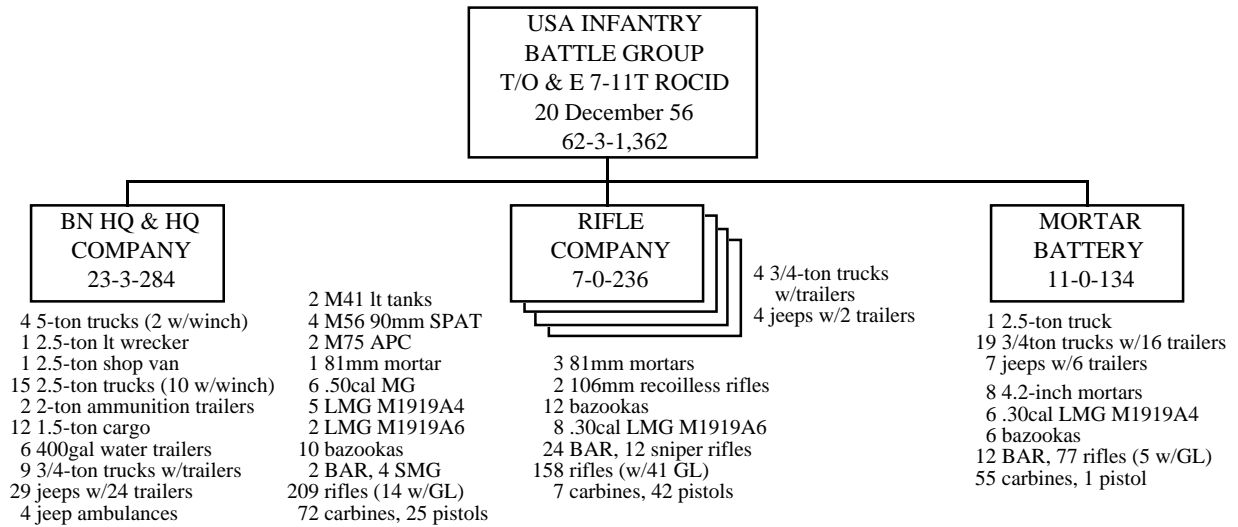 USA INFANTRY
BATTLE GROUP
T/O & E 7-11T ROCID
20 December 56
62-3-1,362
BN HQ & HQ
COMPANY
23-3-284
4 5-ton trucks (2 w/winch)
1 2.5-ton lt wrecker
1 2.5-ton shop van
15 2.5-ton trucks (10 w/winch)
2 2-ton ammunition trailers
12 1.5-ton cargo
6 400gal water trailers
9 3/4-ton trucks w/trailers
29 jeeps w/24 trailers
4 jeep ambulances
2 M41 lt tanks
4 M56 90mm SPAT
2 M75 APC
1 81mm mortar
6 .50cal MG
5 LMG M1919A4
2 LMG M1919A6
10 bazookas
2 BAR, 4 SMG
209 rifles (14 w/GL)
72 carbines, 25 pistols
RIFLE
COMPANY
7-0-236
4 3/4-ton trucks
w/trailers
4 jeeps w/2 trailers
3 81mm mortars
2 106mm recoilless rifles
12 bazookas
8 .30cal LMG M1919A6
24 BAR, 12 sniper rifles
158 rifles (w/41 GL)
7 carbines, 42 pistols
MORTAR
BATTERY
11-0-134
1 2.5-ton truck
19 3/4ton trucks w/16 trailers
7 jeeps w/6 trailers
8 4.2-inch mortars
6 .30cal LMG M1919A4
6 bazookas
12 BAR, 77 rifles (5 w/GL)
55 carbines, 1 pistol